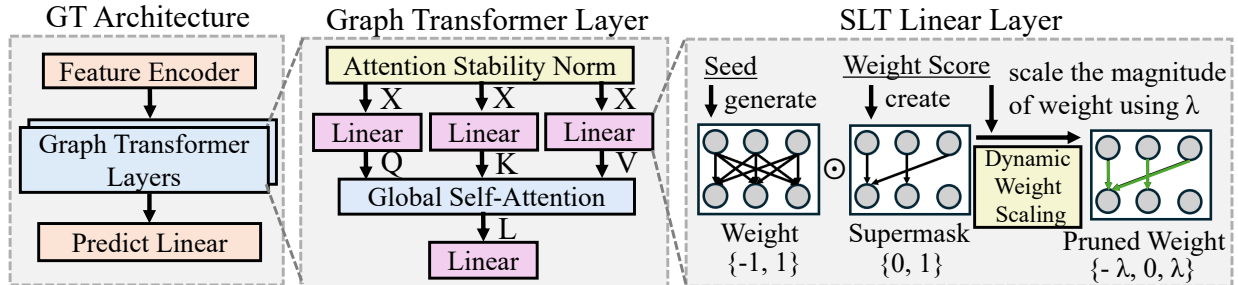 GT Architecture
Feature Encoder
Graph Transformer
Layers
Predict Linear
Graph Transformer Layer
Attention Stability Norm
X X X
Linear Linear Linear
Q K V
Global Self-Attention
L
Linear
SLT Linear Layer
Seed
generate
Weight Score
create
scale the magnitude
of weight using λ
⊙
Dynamic
Weight
Scaling
Weight
{-1, 1}
Supermask
{0, 1}
Pruned Weight
{- λ, 0, λ}